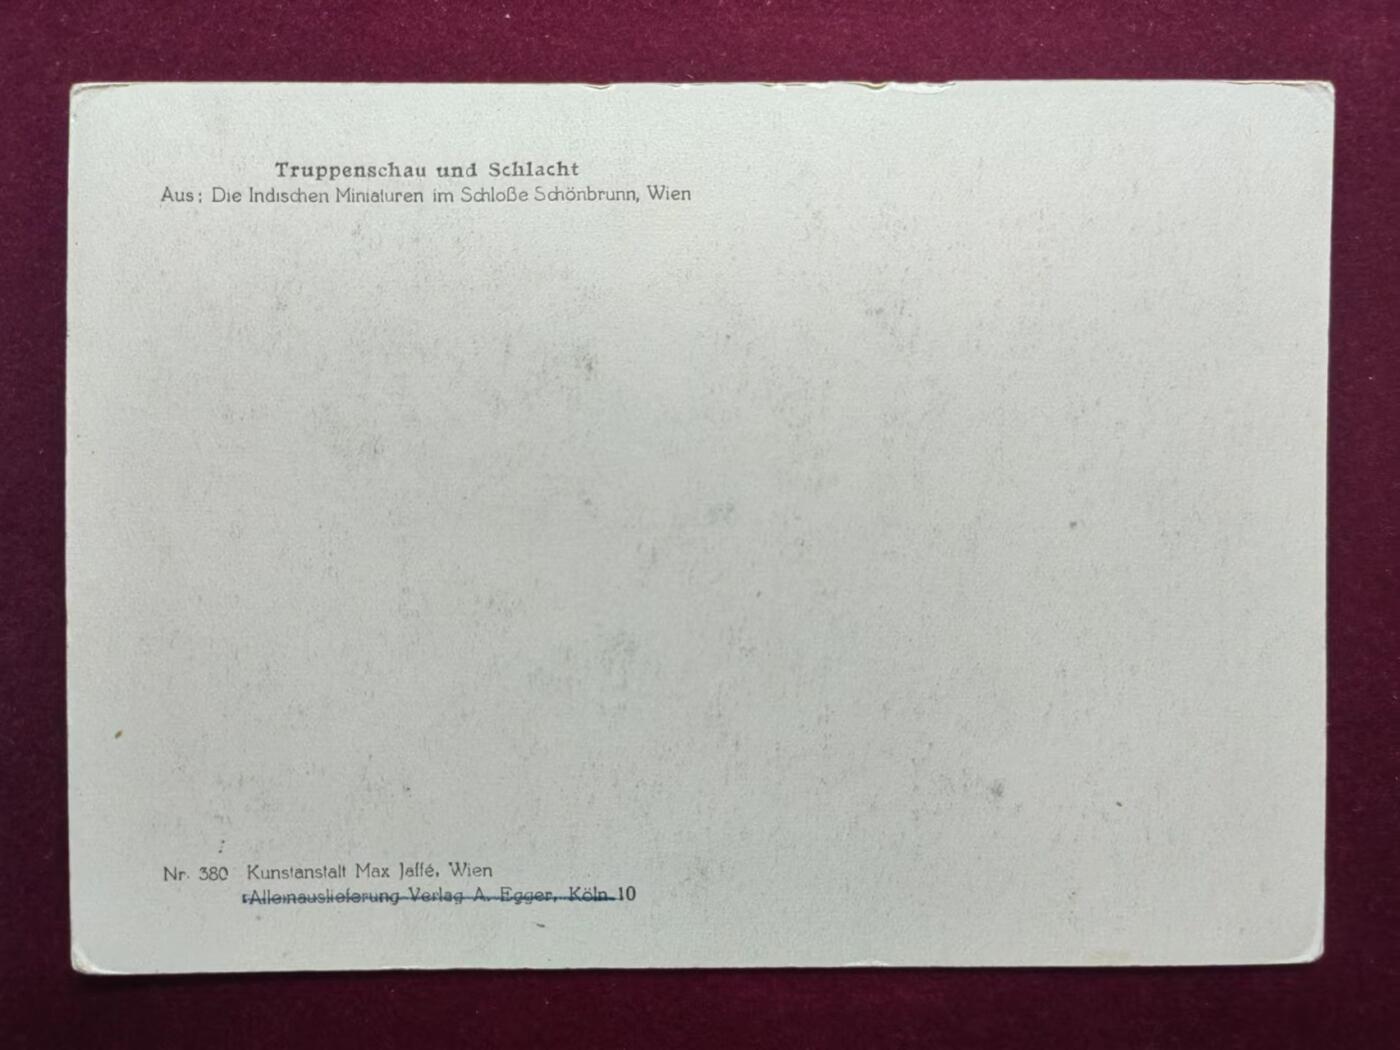 Truppenschau und Schlacht
Aus: Die Indischen Miniaturen im Schloße Schönbrunn, Wien
Nr. 380 Kunstanstalt Max Jaffé, Wien
Alleinauslieferung Verlag A. Egger, Köln 10